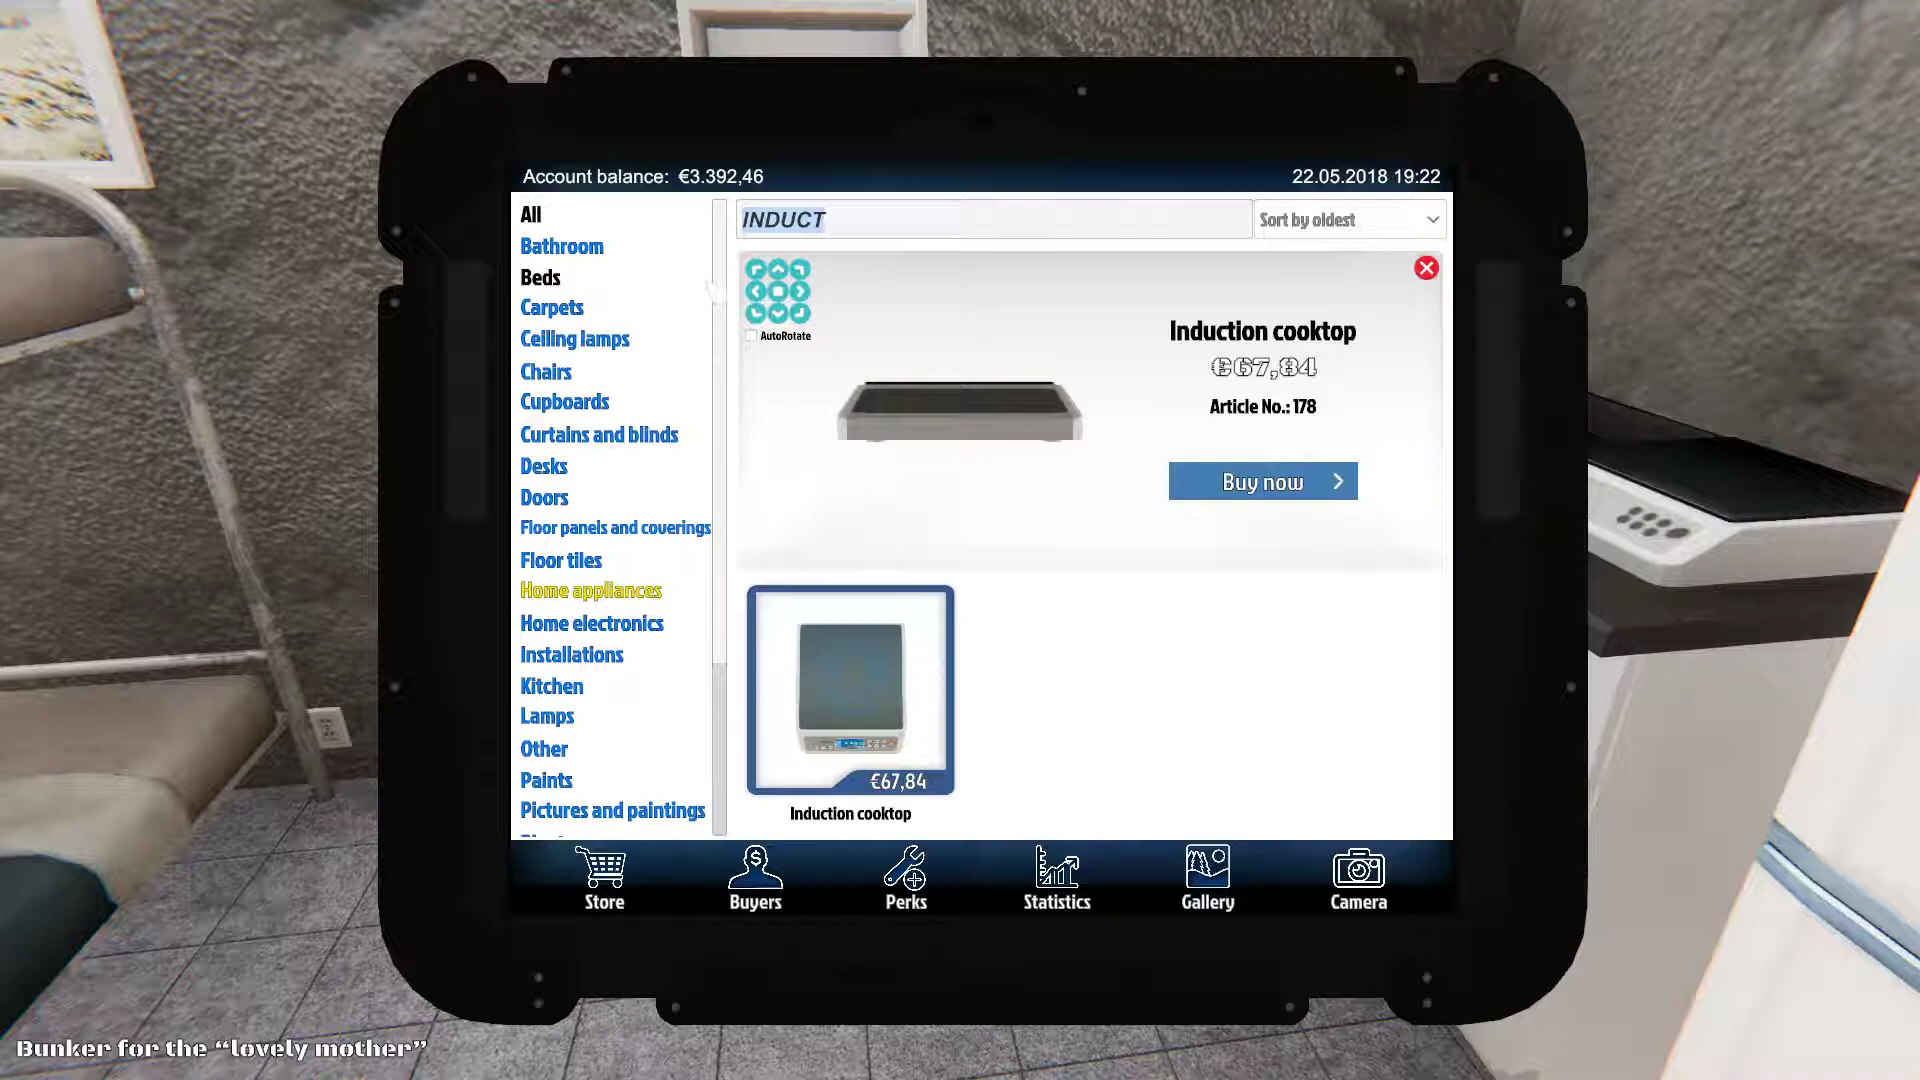 Account balance: €3.392,46
22.05.2018 19:22
All
Bathroom
Beds
Carpets
Ceiling lamps
Chairs
Cupboards
Curtains and blinds
Desks
Doors
Floor panels and coverings
Floor tiles
Home appliances
Home electronics
Installations
Kitchen
Lamps
Other
Paints
Pictures and paintings
INDUCT
Sort by oldest
AutoRotate
Induction cooktop
€67,84
Article No.: 178
Buy now
€67,84
Induction cooktop
Store
Buyers
Perks
Statistics
Gallery
Camera
Bunker for the “lovely mother”